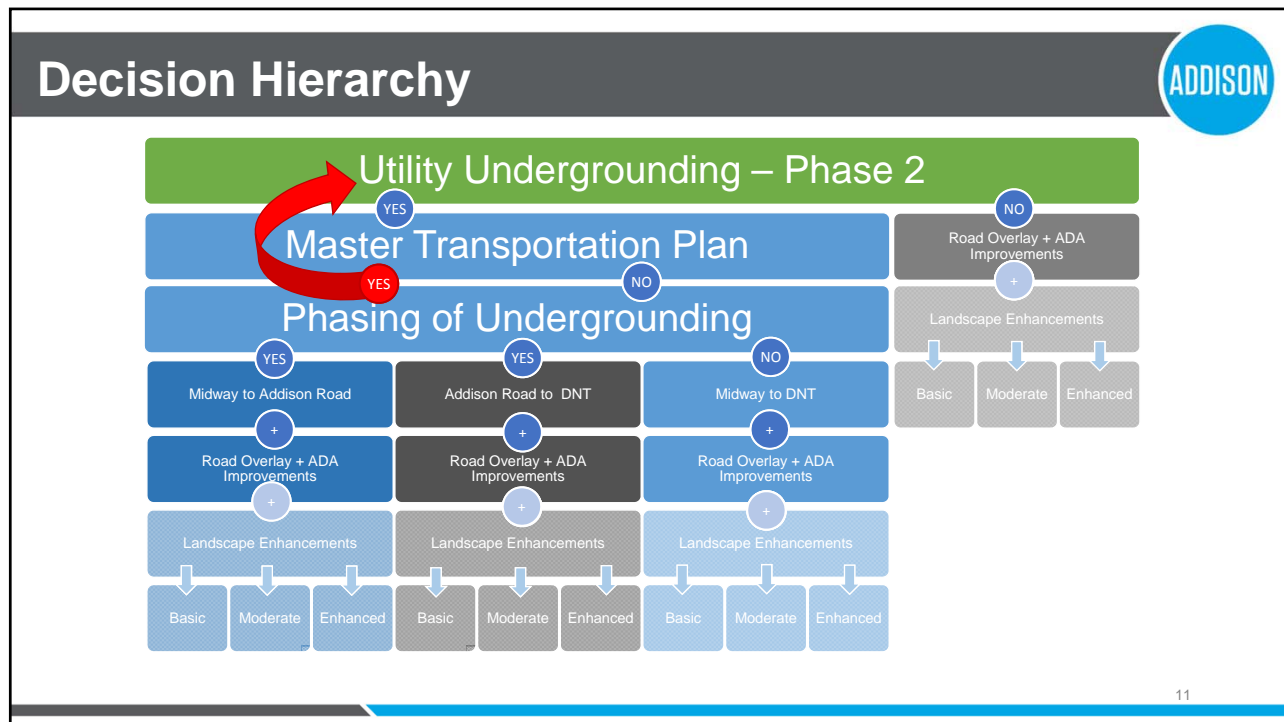 Decision Hierarchy
ADDISON
Utility Undergrounding – Phase 2
YES
NO
Master Transportation Plan
Road Overlay + ADA
Improvements
YES
NO
+
Phasing of Undergrounding
Landscape Enhancements
YES
YES
NO
Midway to Addison Road
Addison Road to DNT
Midway to DNT
Basic
Moderate
Enhanced
+
+
+
Road Overlay + ADA
Improvements
Road Overlay + ADA
Improvements
Road Overlay + ADA
Improvements
+
+
+
Landscape Enhancements
Landscape Enhancements
Landscape Enhancements
Basic
Moderate
Enhanced
Basic
Moderate
Enhanced
Basic
Moderate
Enhanced
11